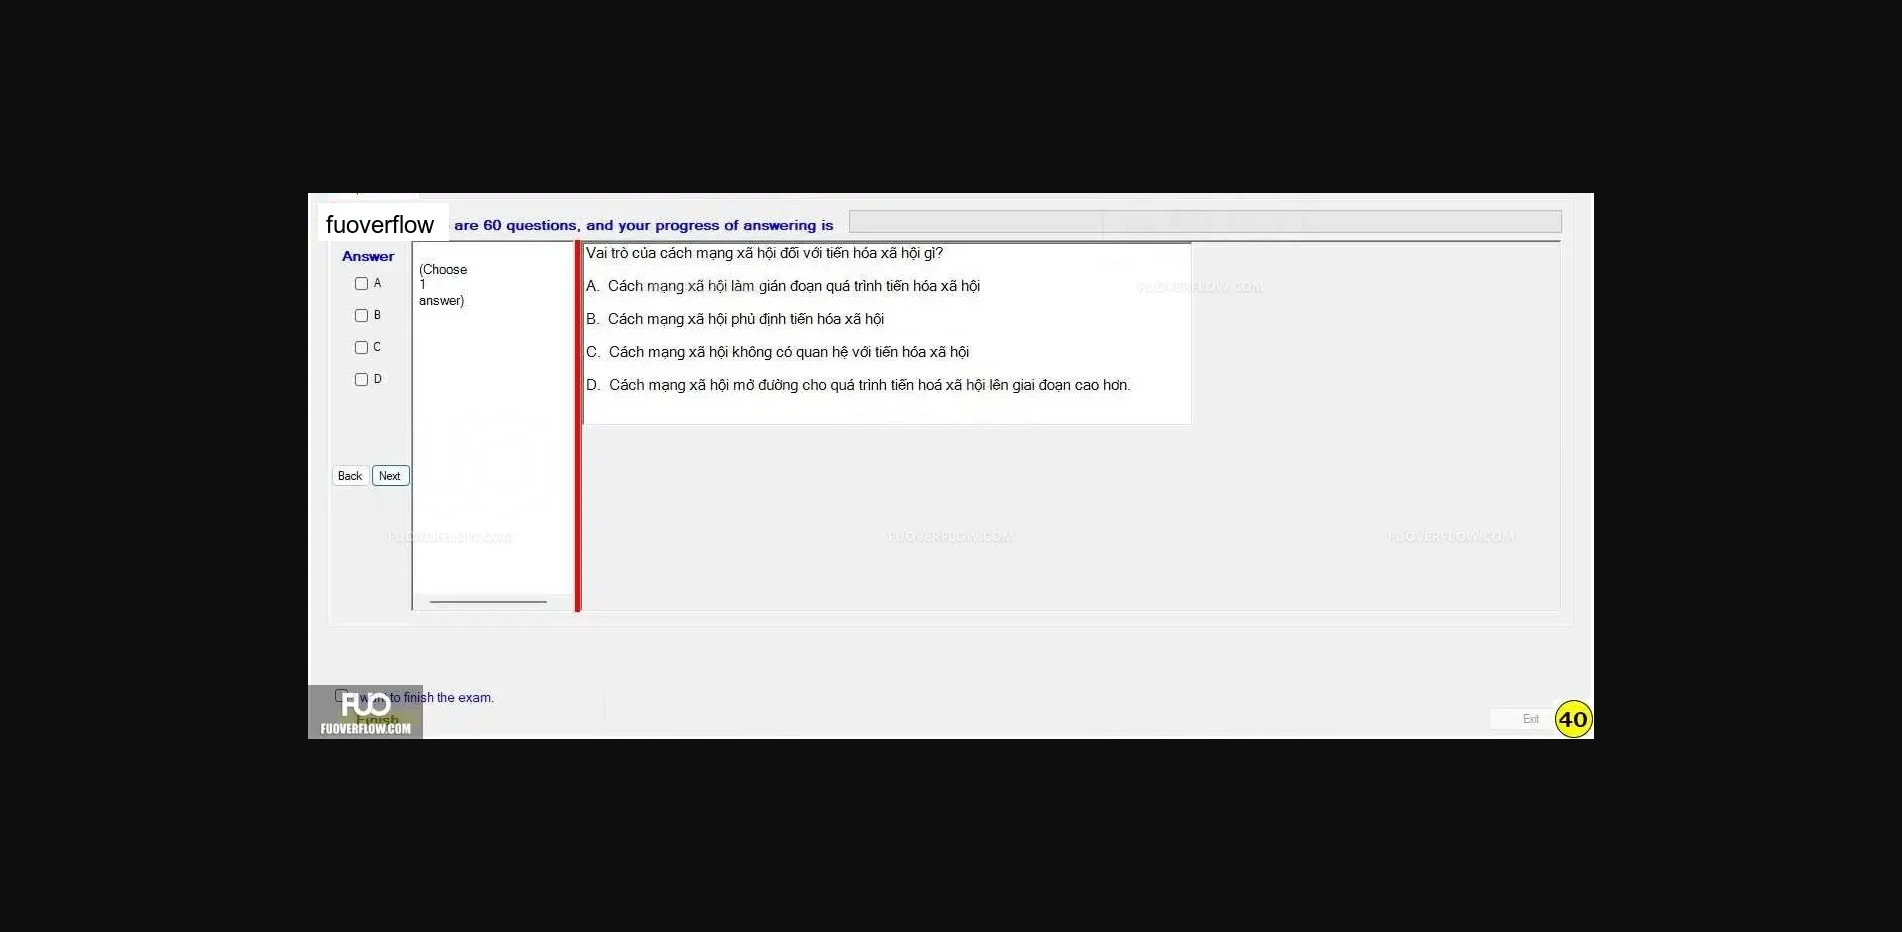 fuoverflow are 60 questions, and your progress of answering is
Answer
A
B
C
D
Back Next
(Choose
1
answer)
Vai trò của cách mạng xã hội đối với tiến hóa xã hội gì?
A. Cách mạng xã hội làm gián đoạn quá trình tiến hóa xã hội
B. Cách mạng xã hội phủ định tiến hóa xã hội
C. Cách mạng xã hội không có quan hệ với tiến hóa xã hội
D. Cách mạng xã hội mở đường cho quá trình tiến hoá xã hội lên giai đoạn cao hơn.
FUOVERFLOW.COM
FUOVERFLOW.COM FUOVERFLOW.COM FUOVERFLOW.COM
want to finish the exam.
Finish
FUO
FUOVERFLOW.COM
Exit 40